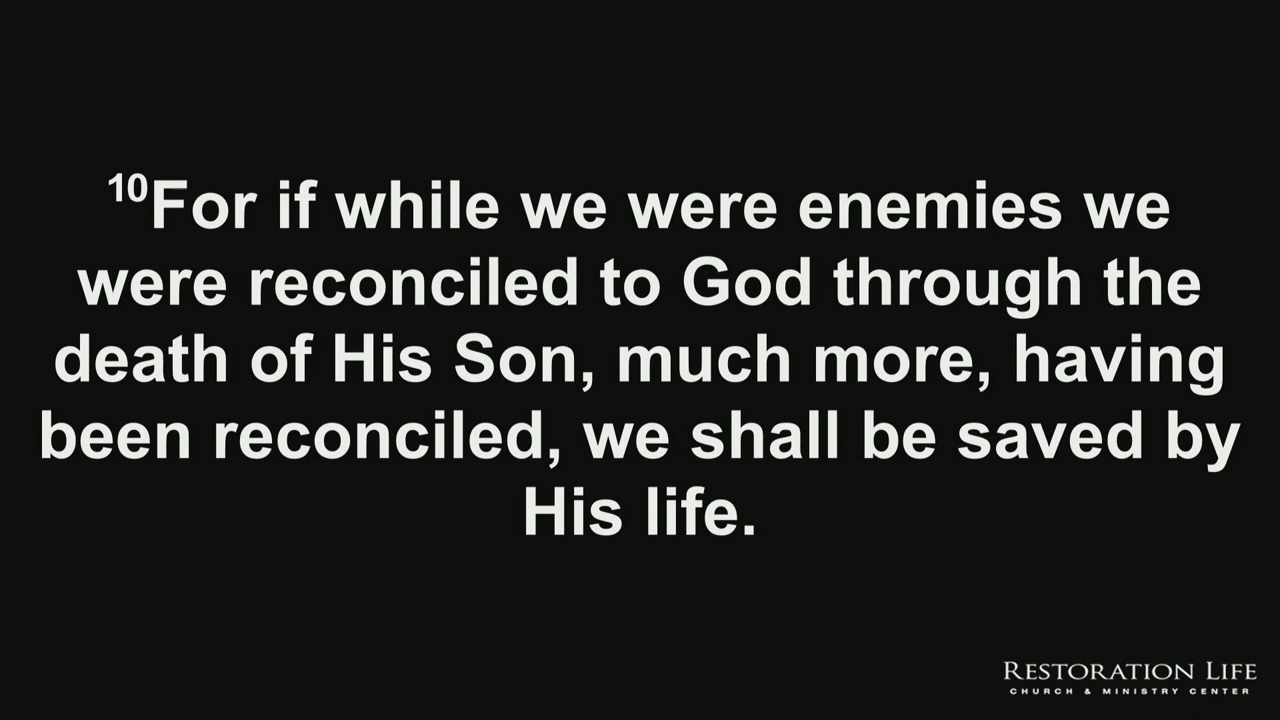 ¹⁰For if while we were enemies we
were reconciled to God through the
death of His Son, much more, having
been reconciled, we shall be saved by
His life.
RESTORATION LIFE
CHURCH & MINISTRY CENTER